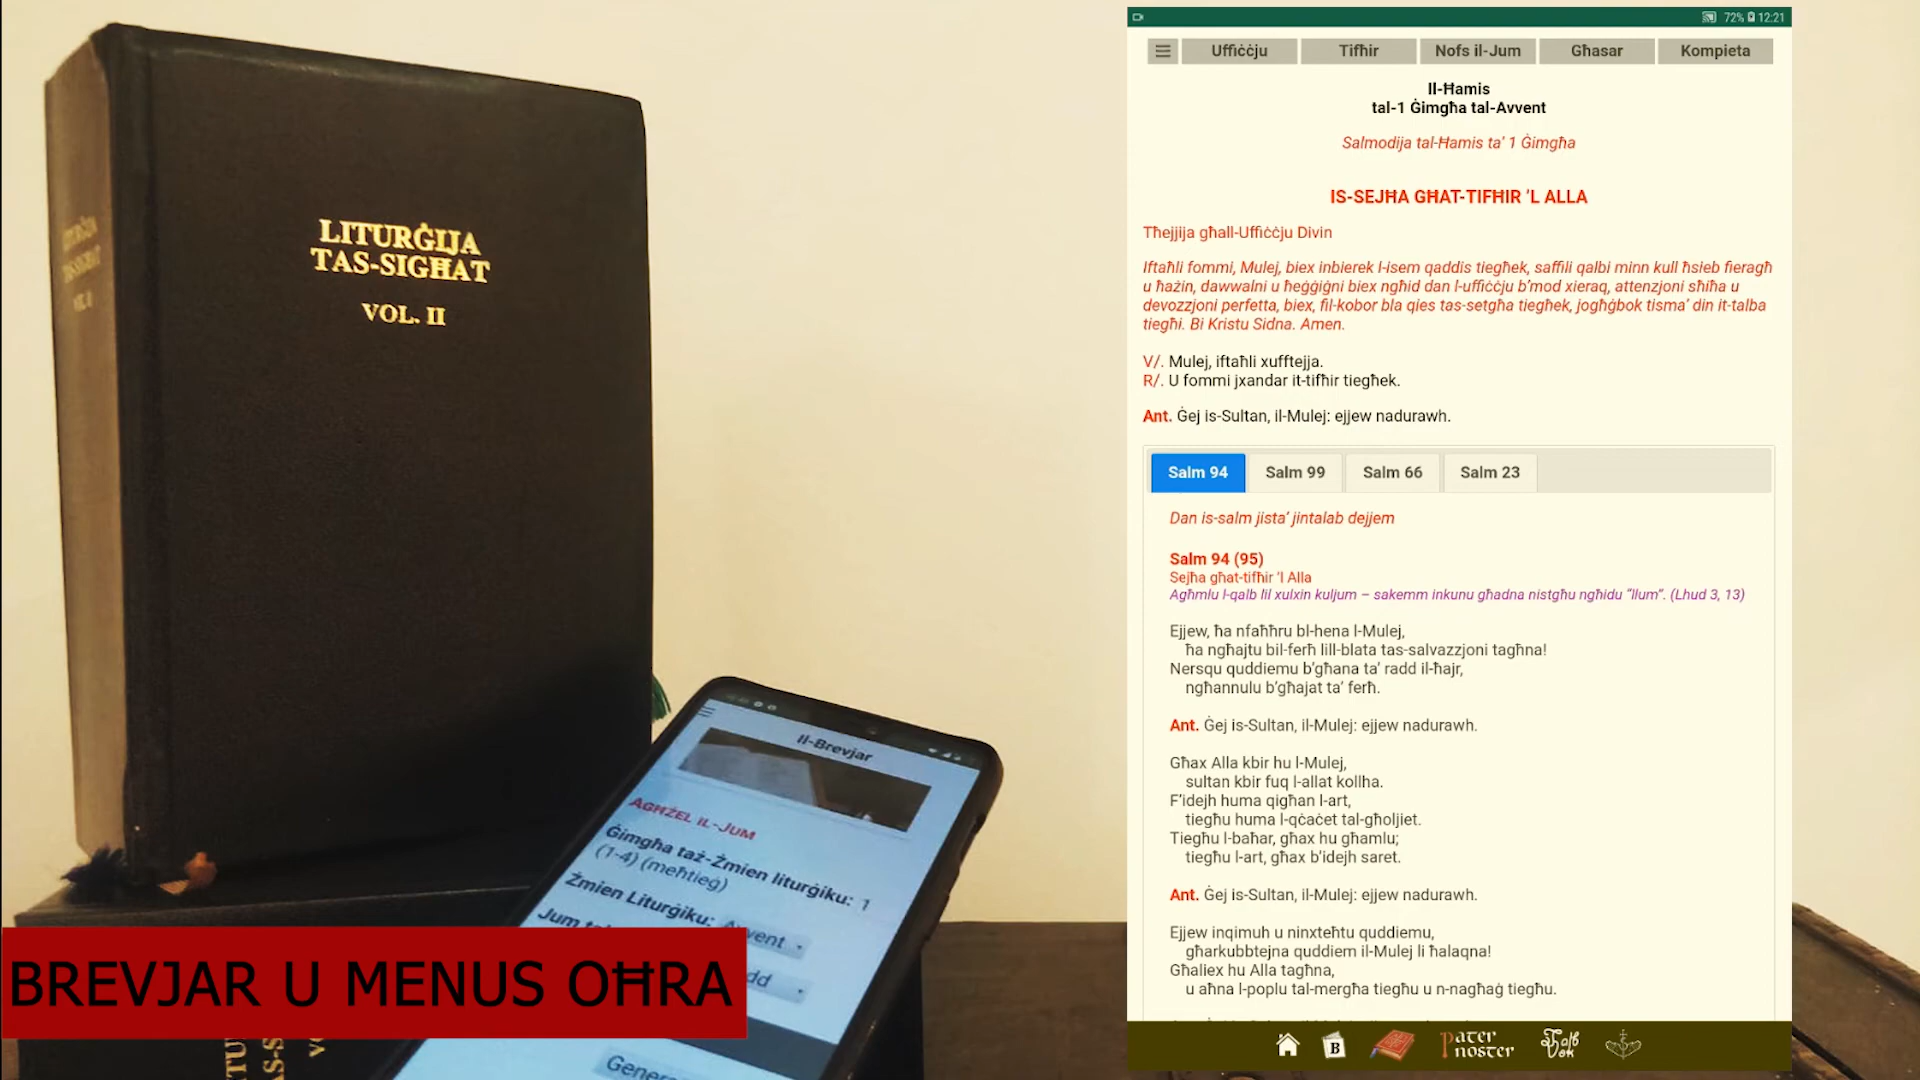 LITURĠIJA
TAS-SIGĦAT
VOL. II
Il-Brevjar
AGĦŻEL IL-JUM
Ġimgħa taż-Żmien liturġiku: 1
(1-4) (meħtieġ)
Żmien Liturġiku: Avvent
Jum
BREVJAR U MENUS OĦRA
72% 12:21
Uffiċċju Tifħir Nofs il-Jum Għasar Kompieta
Il-Ħamis
tal-1 Ġimgħa tal-Avvent
Salmodija tal-Ħamis ta’ 1 Ġimgħa
IS-SEJĦA GĦAT-TIFĦIR ’L ALLA
Tħejjija għall-Uffiċċju Divin
Iftaħli fommi, Mulej, biex inbierek l-isem qaddis tiegħek, saffili qalbi minn kull ħsieb fieragħ
u ħażin, dawwalni u ħeġġiġni biex ngħid dan l-uffiċċju b’mod xieraq, attenzjoni sħiħa u
devozzjoni perfetta, biex, fil-kobor bla qies tas-setgħa tiegħek, jogħġbok tisma’ din it-talba
tiegħi. Bi Kristu Sidna. Amen.
V/. Mulej, iftaħli xufftejja.
R/. U fommi jxandar it-tifħir tiegħek.
Ant. Ġej is-Sultan, il-Mulej: ejjew nadurawh.
Salm 94 Salm 99 Salm 66 Salm 23
Dan is-salm jista’ jintalab dejjem
Salm 94 (95)
Sejħa għat-tifħir ’l Alla
Agħmlu l-qalb lil xulxin kuljum – sakemm inkunu għadna nistgħu ngħidu “llum”. (Lhud 3, 13)
Ejjew, ħa nfaħħru bl-hena l-Mulej,
ħa ngħajtu bil-ferħ lill-blata tas-salvazzjoni tagħna!
Nersqu quddiemu b’għana ta’ radd il-ħajr,
ngħannulu b’għajat ta’ ferħ.
Ant. Ġej is-Sultan, il-Mulej: ejjew nadurawh.
Għax Alla kbir hu l-Mulej,
sultan kbir fuq l-allat kollha.
F’idejh huma qigħan l-art,
tiegħu huma l-qċaċet tal-għoljiet.
Tiegħu l-baħar, għax hu għamlu;
tiegħu l-art, għax b’idejh saret.
Ant. Ġej is-Sultan, il-Mulej: ejjew nadurawh.
Ejjew inqimuh u ninxteħtu quddiemu,
għarkubbtejna quddiem il-Mulej li ħalaqna!
Għaliex hu Alla tagħna,
u aħna l-poplu tal-mergħa tiegħu u n-nagħaġ tiegħu.
B
Pater
noster